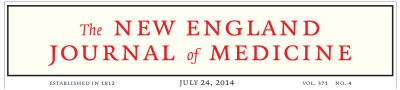 The NEW ENGLAND
JOURNAL of MEDICINE
ESTABLISHED IN 1812 JULY 24, 2014 VOL. 371 NO. 4